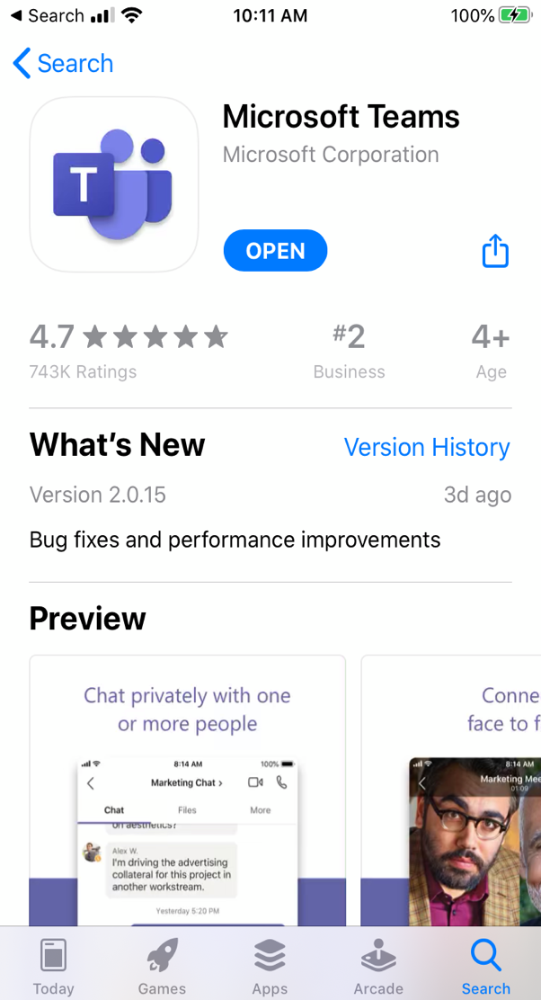 ◀ Search 10:11 AM 100%
Search
Microsoft Teams
Microsoft Corporation
T
OPEN
4.7 #2 4+
743K Ratings Business Age
What's New Version History
Version 2.0.15 3d ago
Bug fixes and performance improvements
Preview
Chat privately with one
or more people
8:14 AM 100%
Marketing Chat >
Chat Files More
on aesthetics?
Alex W.
I'm driving the advertising
collateral for this project in
another workstream.
Yesterday 5:20 PM
Conne
face to f
8:14 AM
Marketing Mee
01:09
Today Games Apps Arcade Search